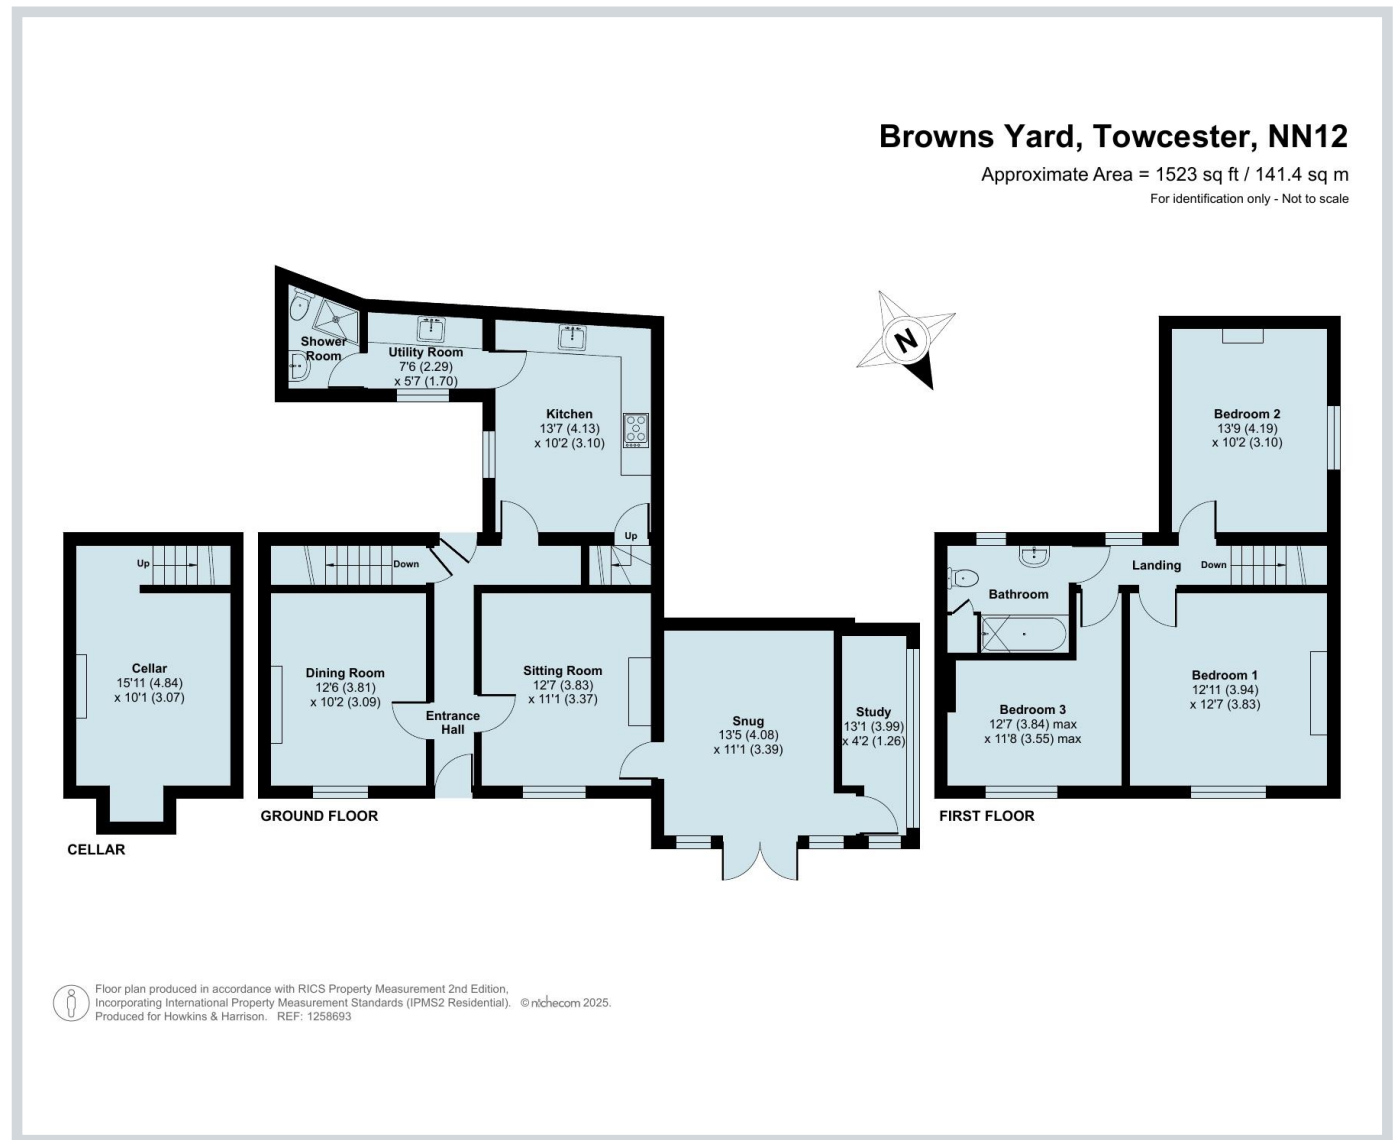 Browns Yard, Towcester, NN12
Approximate Area = 1523 sq ft / 141.4 sq m
For identification only - Not to scale
N
Shower
Room
Utility Room
7'6 (2.29)
x 5'7 (1.70)
Kitchen
13'7 (4.13)
x 10'2 (3.10)
Up
Down
Dining Room
12'6 (3.81)
x 10'2 (3.09)
Entrance
Hall
Sitting Room
12'7 (3.83)
x 11'1 (3.37)
Snug
13'5 (4.08)
x 11'1 (3.39)
Study
13'1 (3.99)
x 4'2 (1.26)
GROUND FLOOR
Up
Cellar
15'11 (4.84)
x 10'1 (3.07)
CELLAR
Bedroom 2
13'9 (4.19)
x 10'2 (3.10)
Landing
Down
Bathroom
Bedroom 1
12'11 (3.94)
x 12'7 (3.83)
Bedroom 3
12'7 (3.84) max
x 11'8 (3.55) max
FIRST FLOOR
Floor plan produced in accordance with RICS Property Measurement 2nd Edition,
Incorporating International Property Measurement Standards (IPMS2 Residential). © nichecom 2025.
Produced for Howkins & Harrison. REF: 1258693